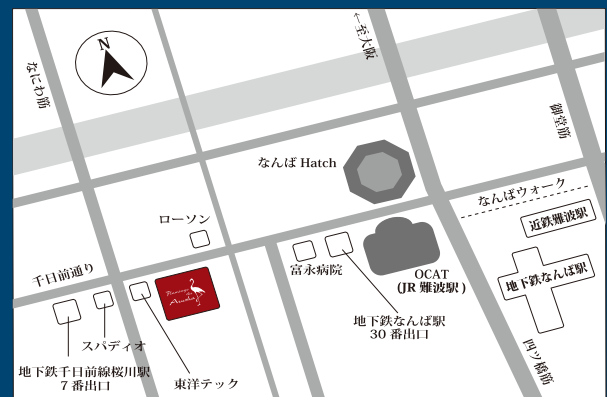 N
←至大阪
なにわ筋
御堂筋
なんば Hatch
なんばウォーク
近鉄難波駅
ローソン
千日前通り
富永病院
OCAT
(JR 難波駅)
地下鉄なんば駅
Flamingo
the
Arusha
地下鉄なんば駅
30 番出口
スパディオ
四ツ橋筋
地下鉄千日前線桜川駅
7 番出口
東洋テック